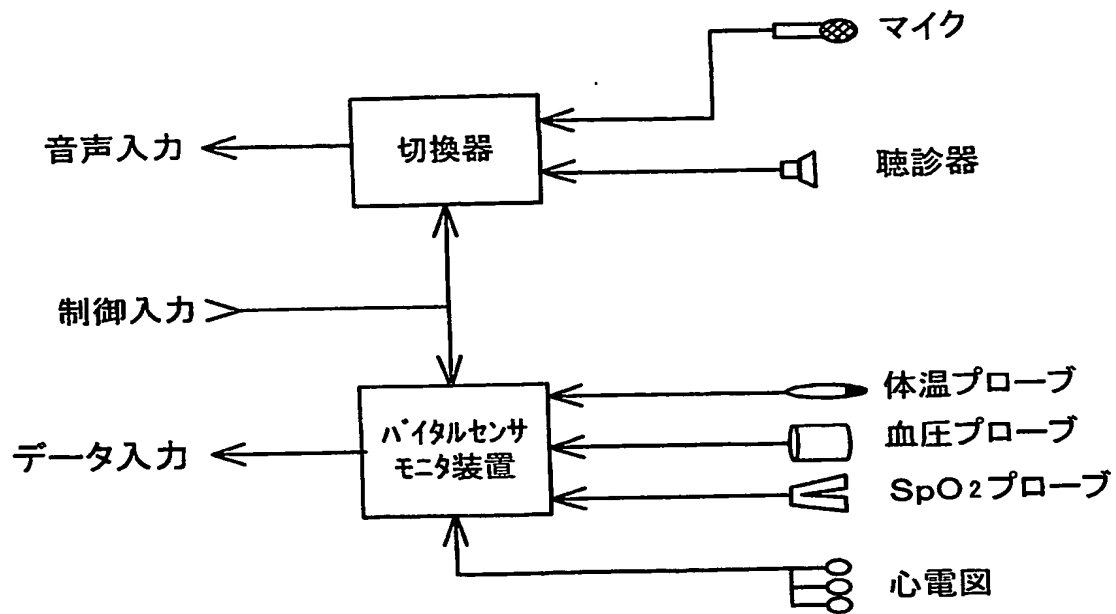 マイク
音声入力
切換器
聴診器
制御入力
体温プローブ
データ入力
バイタルセンサ
モニタ装置
血圧プローブ
SpO2プローブ
心電図